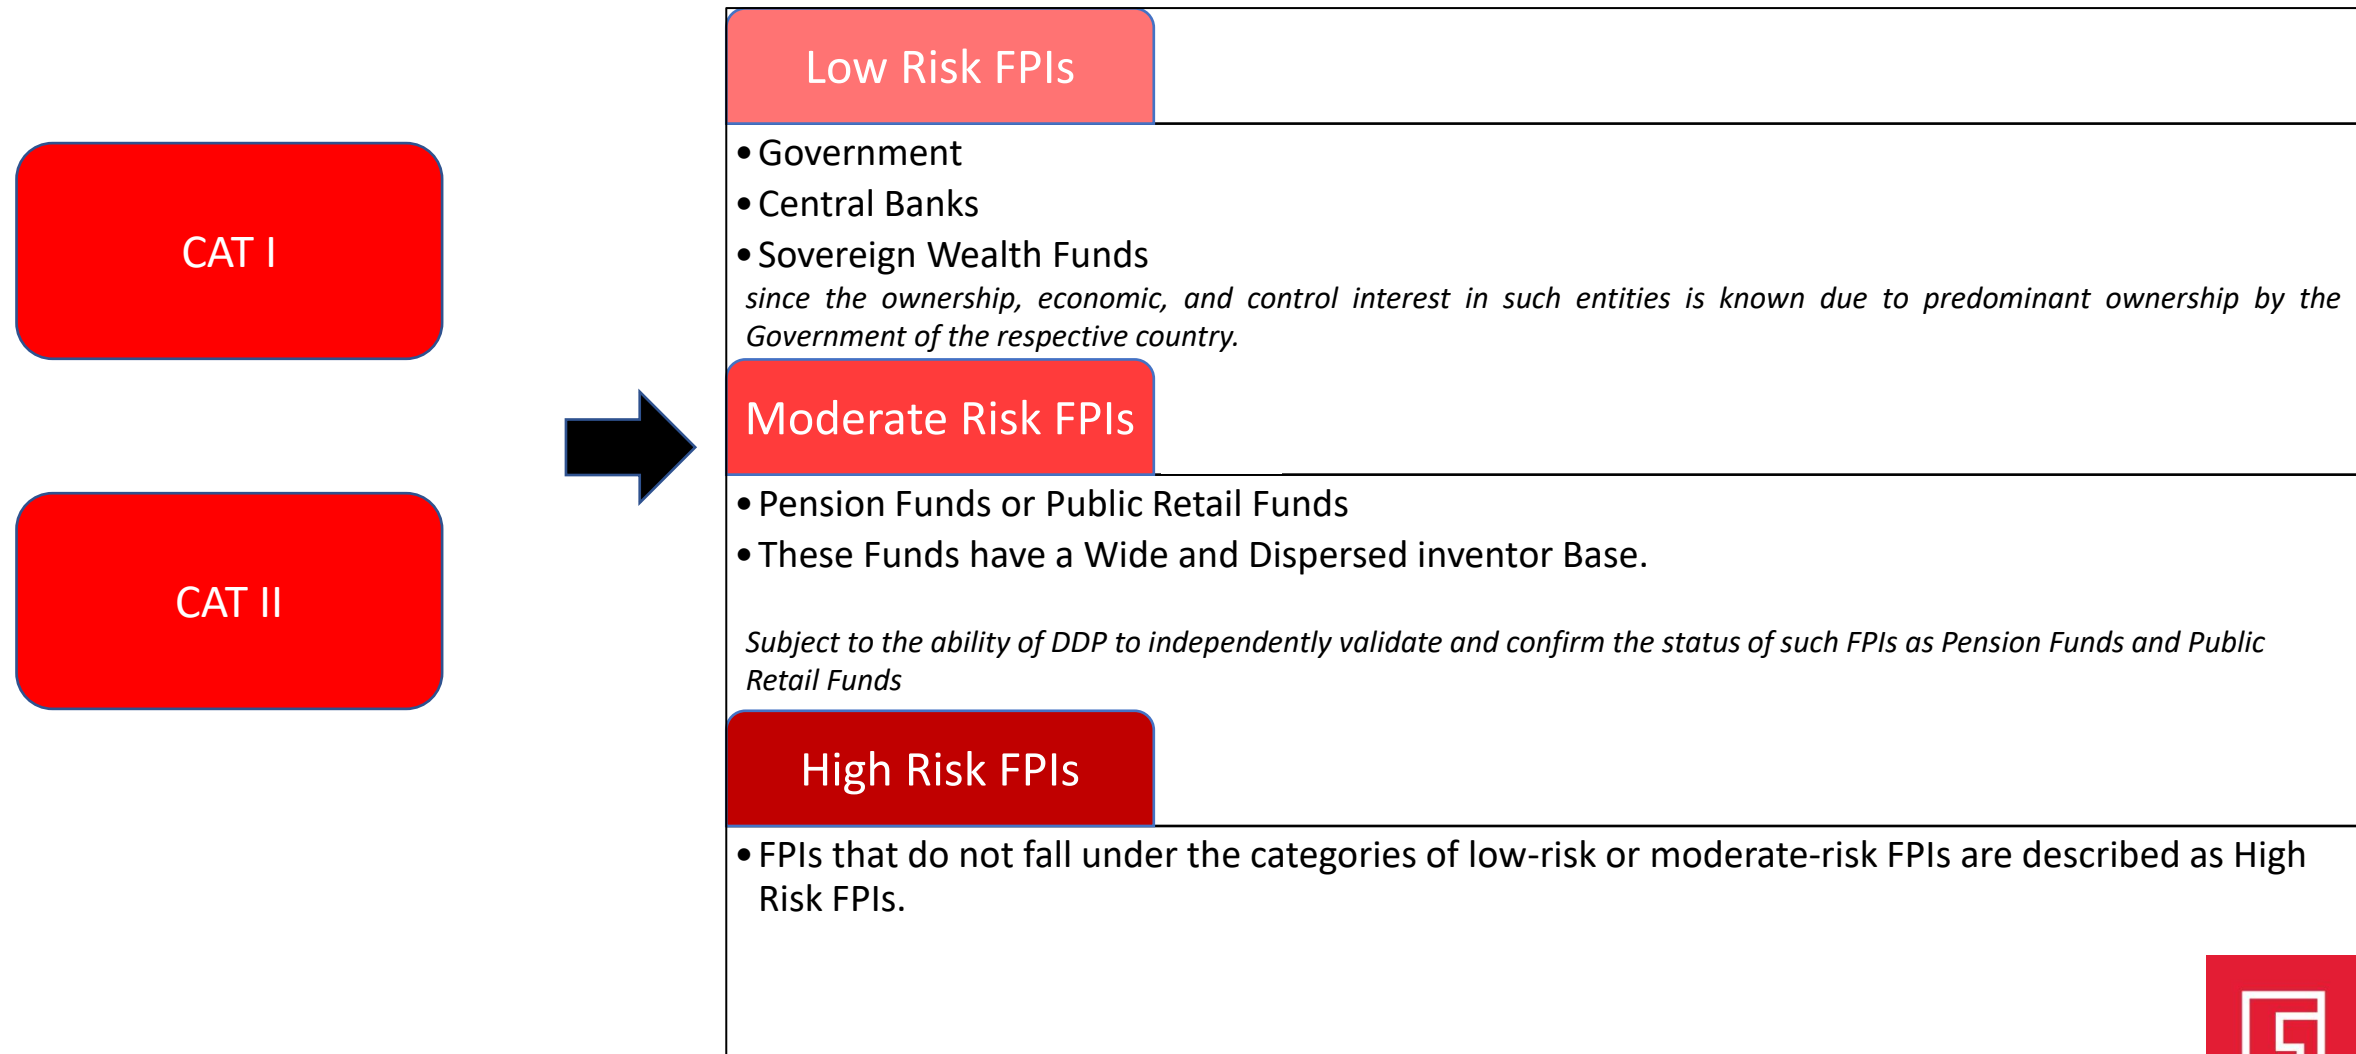 CAT I
CAT II
Low Risk FPIs
•Government
•Central Banks
•Sovereign Wealth Funds
since the ownership, economic, and control interest in such entities is known due to predominant ownership by the
Government of the respective country.
Moderate Risk FPIs
•Pension Funds or Public Retail Funds
•These Funds have a Wide and Dispersed inventor Base.
Subject to the ability of DDP to independently validate and confirm the status of such FPIs as Pension Funds and Public
Retail Funds
High Risk FPIs
•FPIs that do not fall under the categories of low-risk or moderate-risk FPIs are described as High
Risk FPIs.